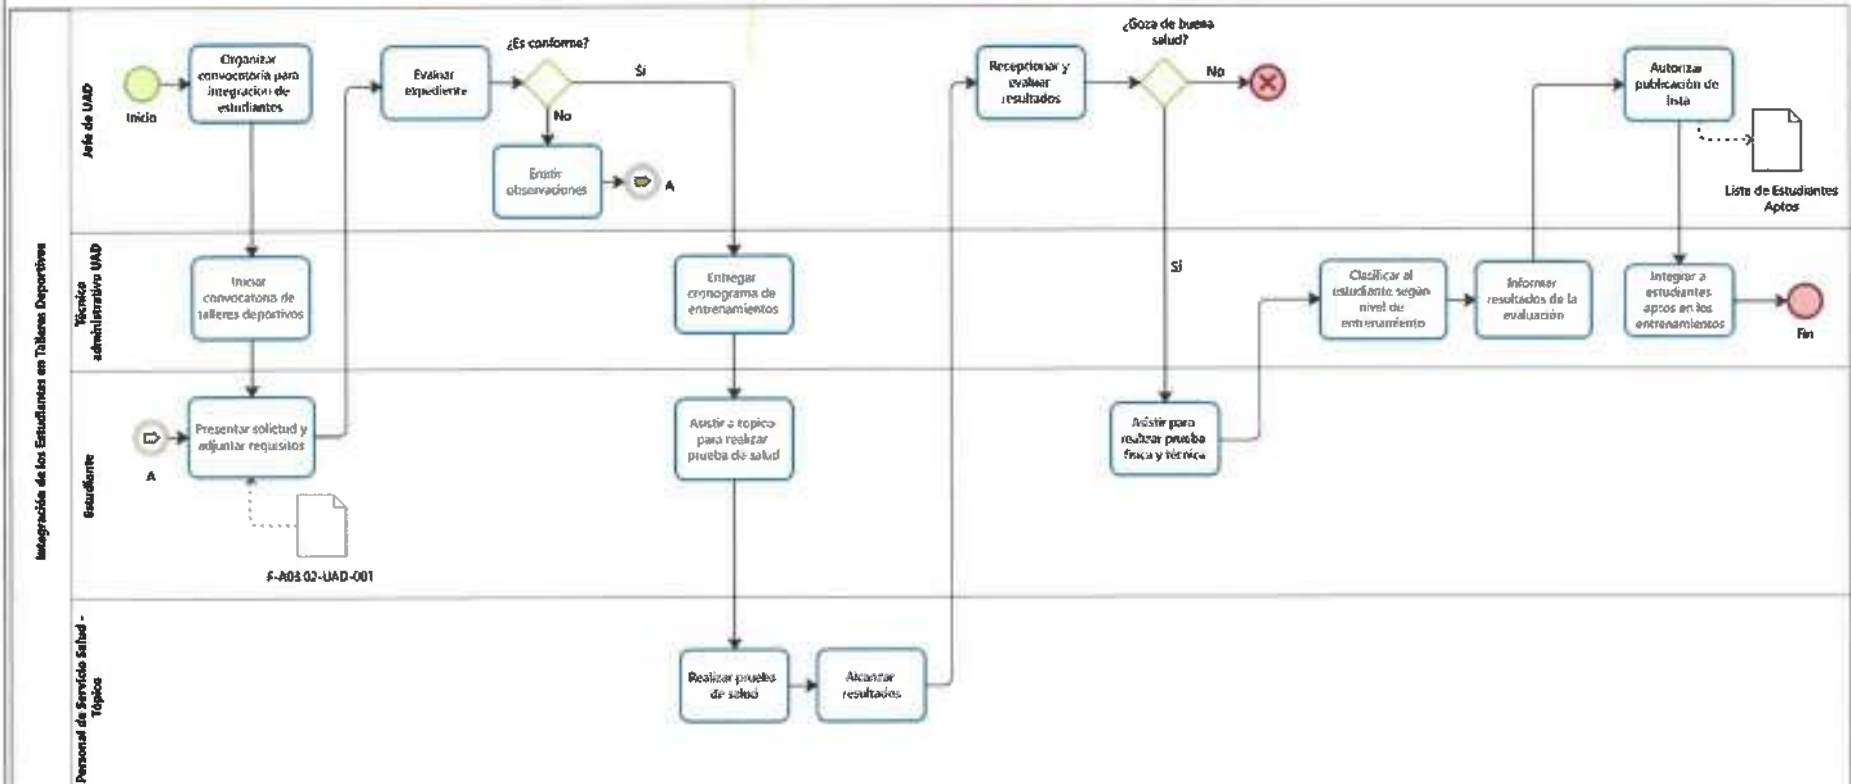 Integración de los Estudiantes en Talleres Deportivos
Jefe de UAD
Inicio
Organizar
convocatoria para
integración de
estudiantes
Evaluar
expediente
¿Es conforme?
Si
No
Emitir
observaciones
A
Recepcionar y
evaluar
resultados
¿Goza de buena
salud?
No
Si
Autorizar
publicación de
lista
Lista de Estudiantes
Aptos
Técnico
administrativo UAD
Iniciar
convocatoria de
talleres deportivos
Entregar
cronograma de
entrenamientos
Clasificar al
estudiante según
nivel de
entrenamiento
Informar
resultados de la
evaluación
Integrar a
estudiantes
aptos en los
entrenamientos
Fin
Estudiante
A
Presentar solicitud y
adjuntar requisitos
F-A03.02-UAD-001
Asistir a topico
para realizar
prueba de salud
Asistir para
realizar prueba
física y técnica
Personal de Servicio Salud -
Tópico
Realizar prueba
de salud
Alcanzar
resultados